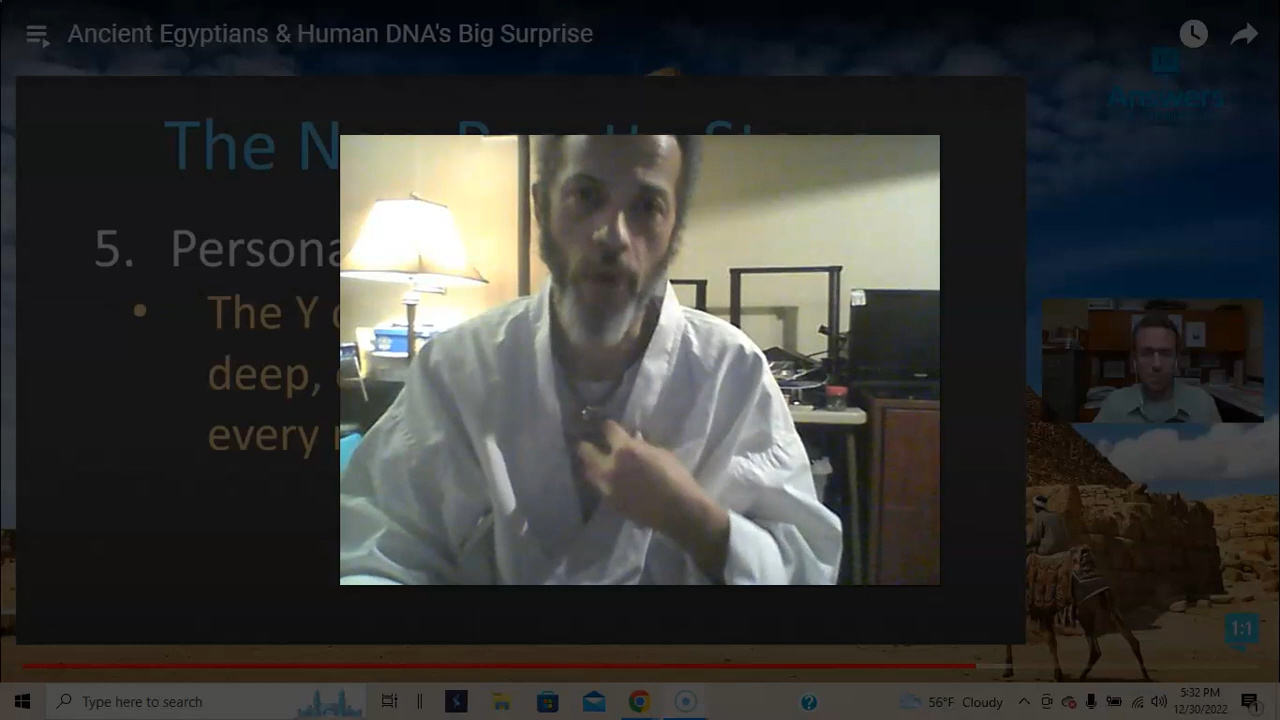 Ancient Egyptians & Human DNA's Big Surprise
Answers
The N
5. Persona
The Y
deep,
every
1:1
Type here to search
56°F Cloudy
5:32 PM
12/30/2022